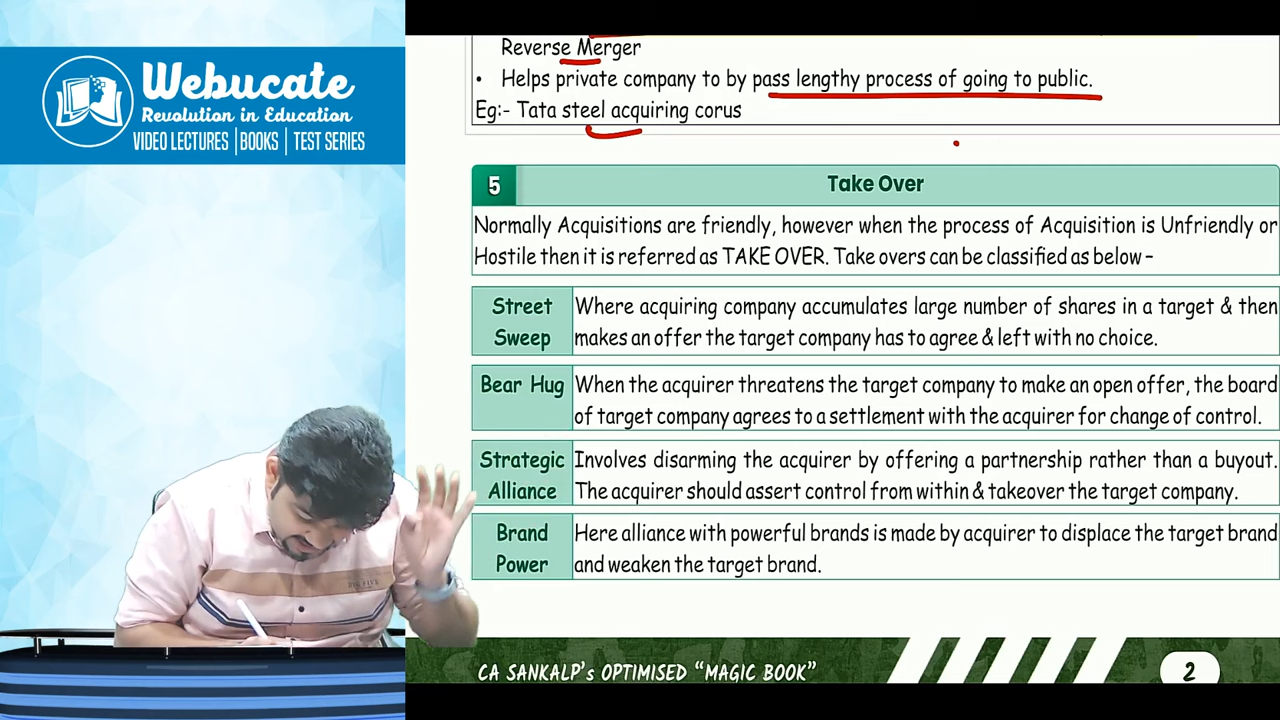 Webucate
Revolution in Education
VIDEO LECTURES | BOOKS | TEST SERIES
Reverse Merger
• Helps private company to by pass lengthy process of going to public.
Eg:- Tata steel acquiring corus
5 Take Over
Normally Acquisitions are friendly, however when the process of Acquisition is Unfriendly or
Hostile then it is referred as TAKE OVER. Take overs can be classified as below –
Street Sweep
Where acquiring company accumulates large number of shares in a target & then
makes an offer the target company has to agree & left with no choice.
Bear Hug
When the acquirer threatens the target company to make an open offer, the board
of target company agrees to a settlement with the acquirer for change of control.
Strategic Alliance
Involves disarming the acquirer by offering a partnership rather than a buyout.
The acquirer should assert control from within & takeover the target company.
Brand Power
Here alliance with powerful brands is made by acquirer to displace the target brand
and weaken the target brand.
BIG FIVE
CA SANKALP's OPTIMISED "MAGIC BOOK"
2